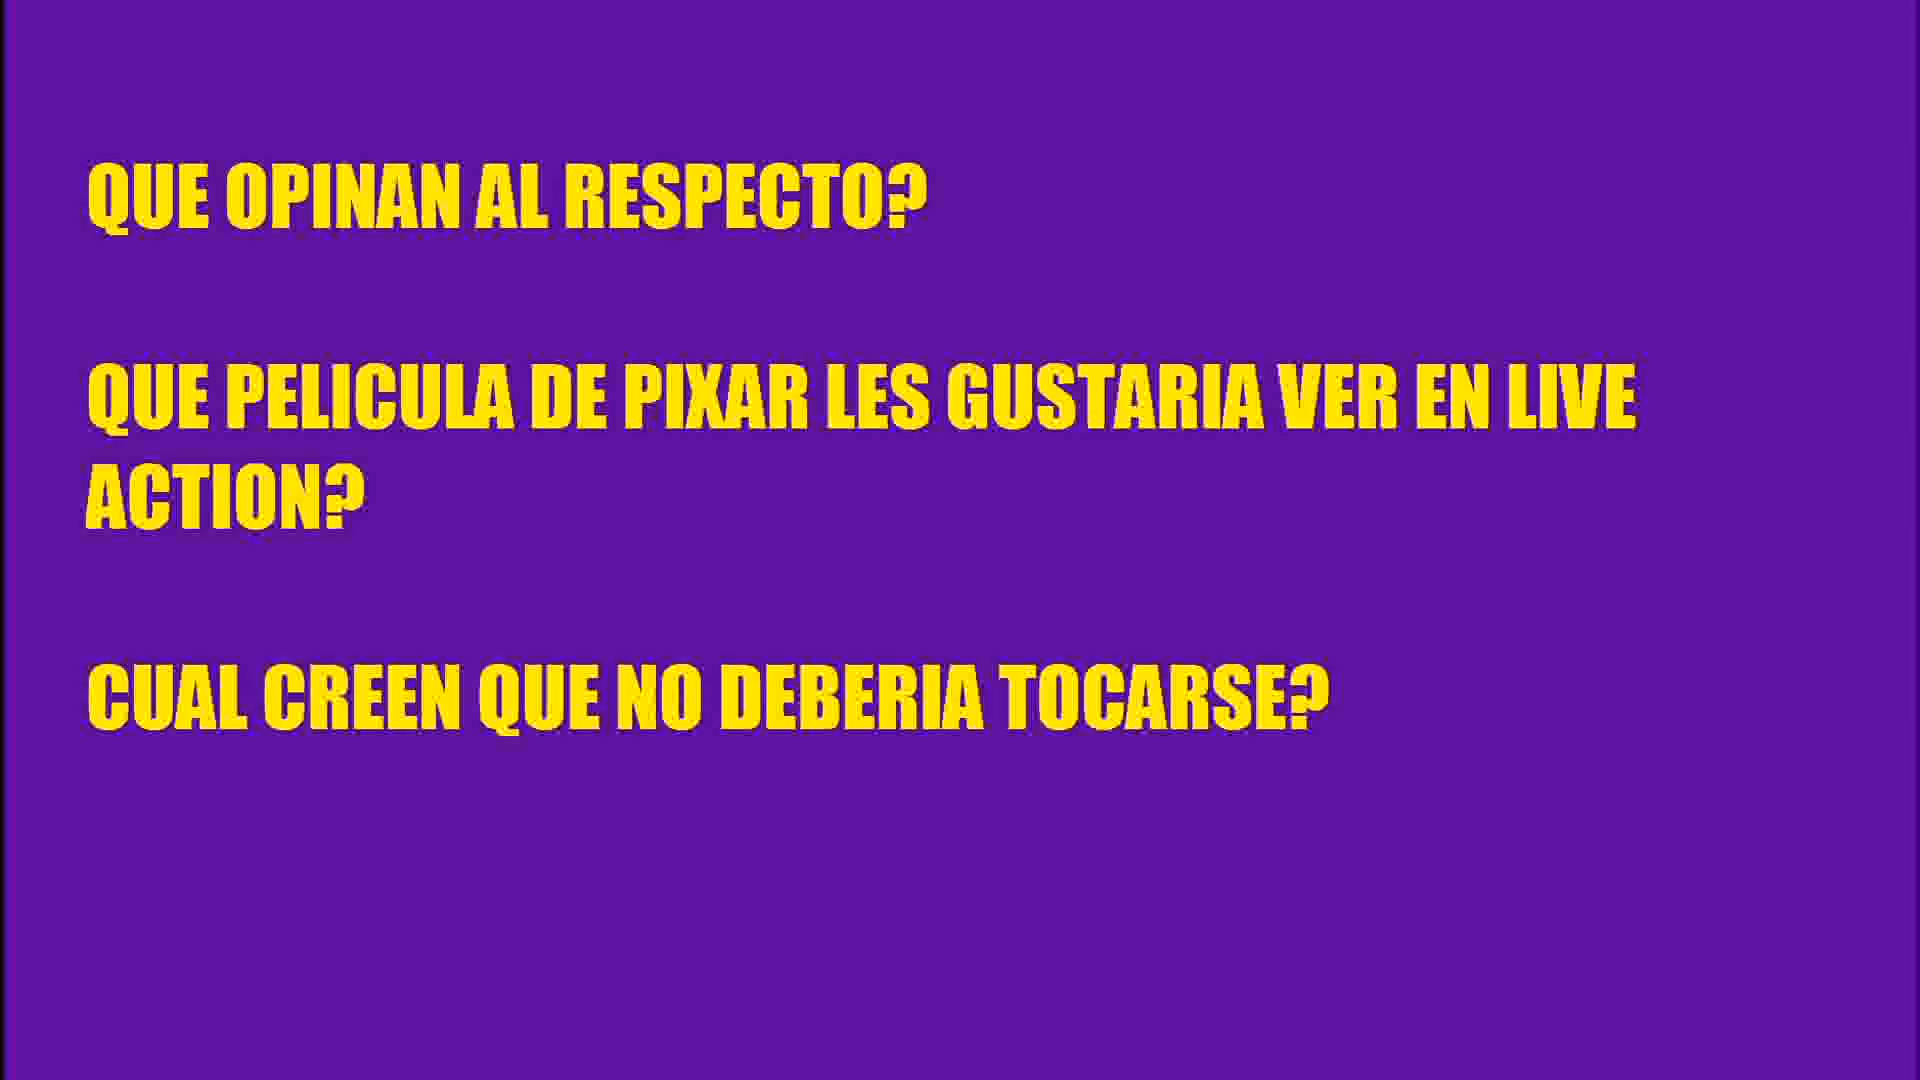 QUE OPINAN AL RESPECTO?
QUE PELICULA DE PIXAR LES GUSTARIA VER EN LIVE
ACTION?
CUAL CREEN QUE NO DEBERIA TOCARSE?